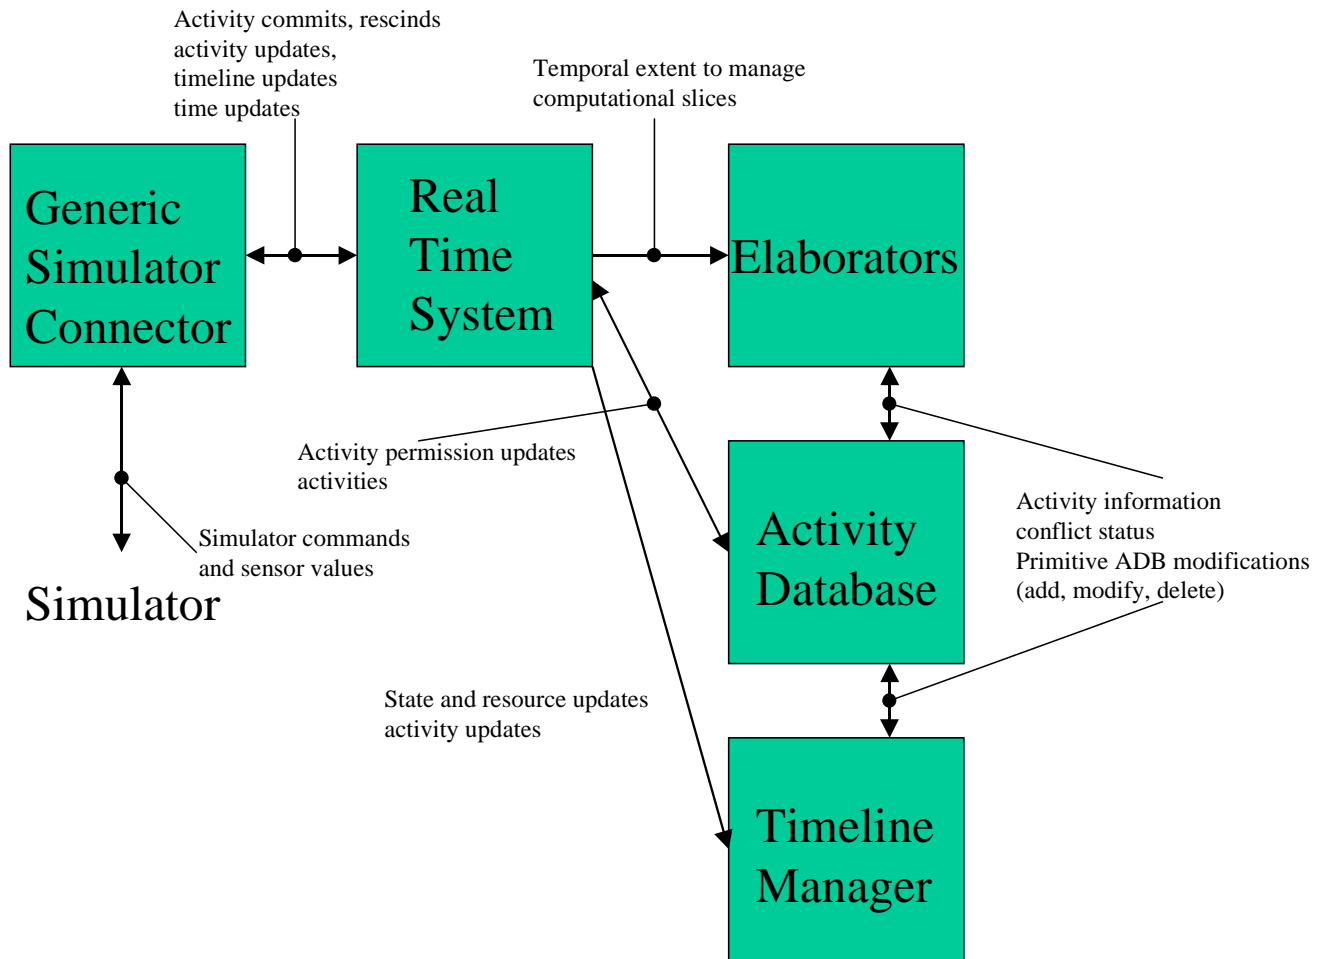 Activity commits, rescinds
activity updates,
timeline updates
time updates
Temporal extent to manage
computational slices
Generic
Simulator
Connector
Real
Time
System
Elaborators
Activity permission updates
activities
Simulator commands
and sensor values
Simulator
Activity
Database
Activity information
conflict status
Primitive ADB modifications
(add, modify, delete)
State and resource updates
activity updates
Timeline
Manager